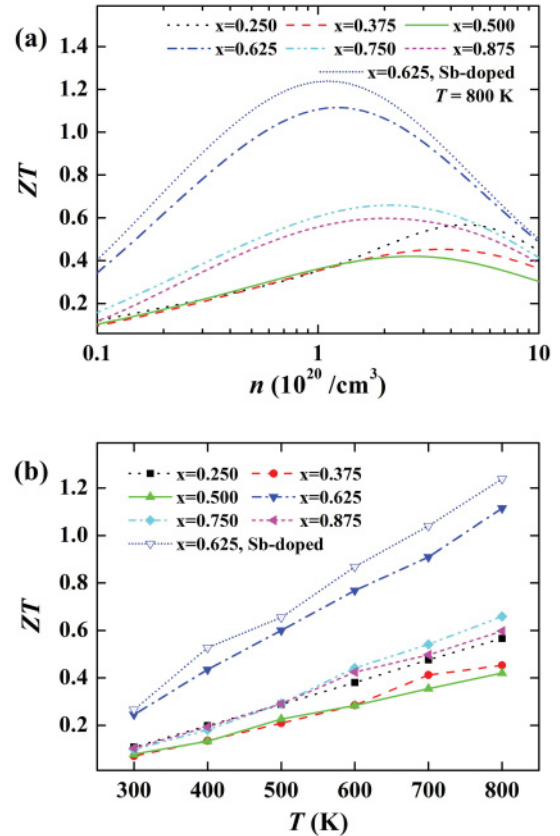 (a)
x=0.250 x=0.375 x=0.500
x=0.625 x=0.750 x=0.875
x=0.625, Sb-doped
T = 800 K
1.4
1.2
1.0
0.8
0.6
0.4
0.2
ZT
0.1 1 10
n (10²⁰ /cm³)
(b)
x=0.250 x=0.375
x=0.500 x=0.625
x=0.750 x=0.875
x=0.625, Sb-doped
1.2
1.0
0.8
0.6
0.4
0.2
ZT
300 400 500 600 700 800
T (K)